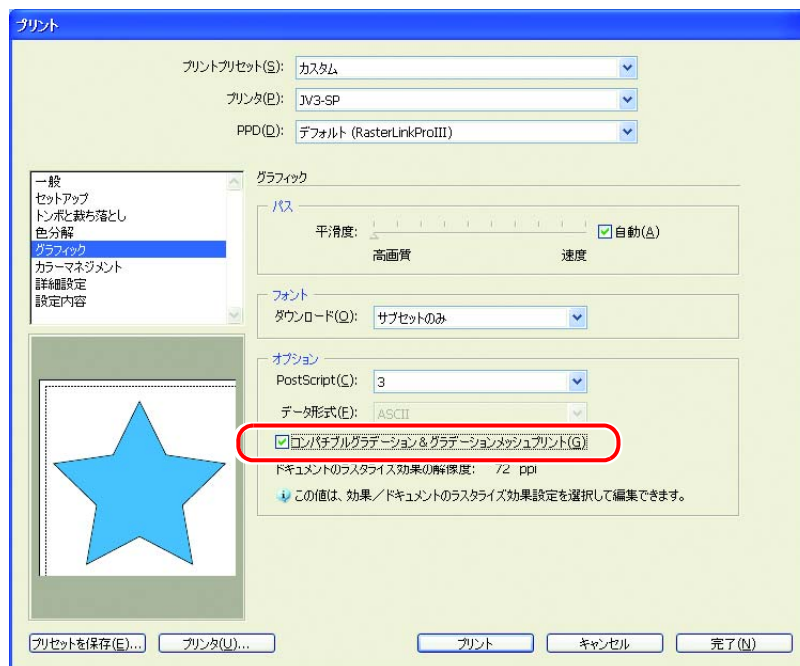 プリント
プリントプリセット(S): カスタム
プリンタ(P): JV3-SP
PPD(D): デフォルト (RasterLinkProIII)
一般
セットアップ
トンボと裁ち落とし
色分解
グラフィック
カラーマネジメント
詳細設定
設定内容
グラフィック
パス
平滑度: 自動(A)
高画質 速度
フォント
ダウンロード(O): サブセットのみ
オプション
PostScript(C): 3
データ形式(F): ASCII
コンパチブルグラデーション&グラデーションメッシュプリント(G)
ドキュメントのラスタライズ効果の解像度: 72 ppi
この値は、効果/ドキュメントのラスタライズ効果設定を選択して編集できます。
プリセットを保存(E)... プリンタ(U)... プリント キャンセル 完了(N)